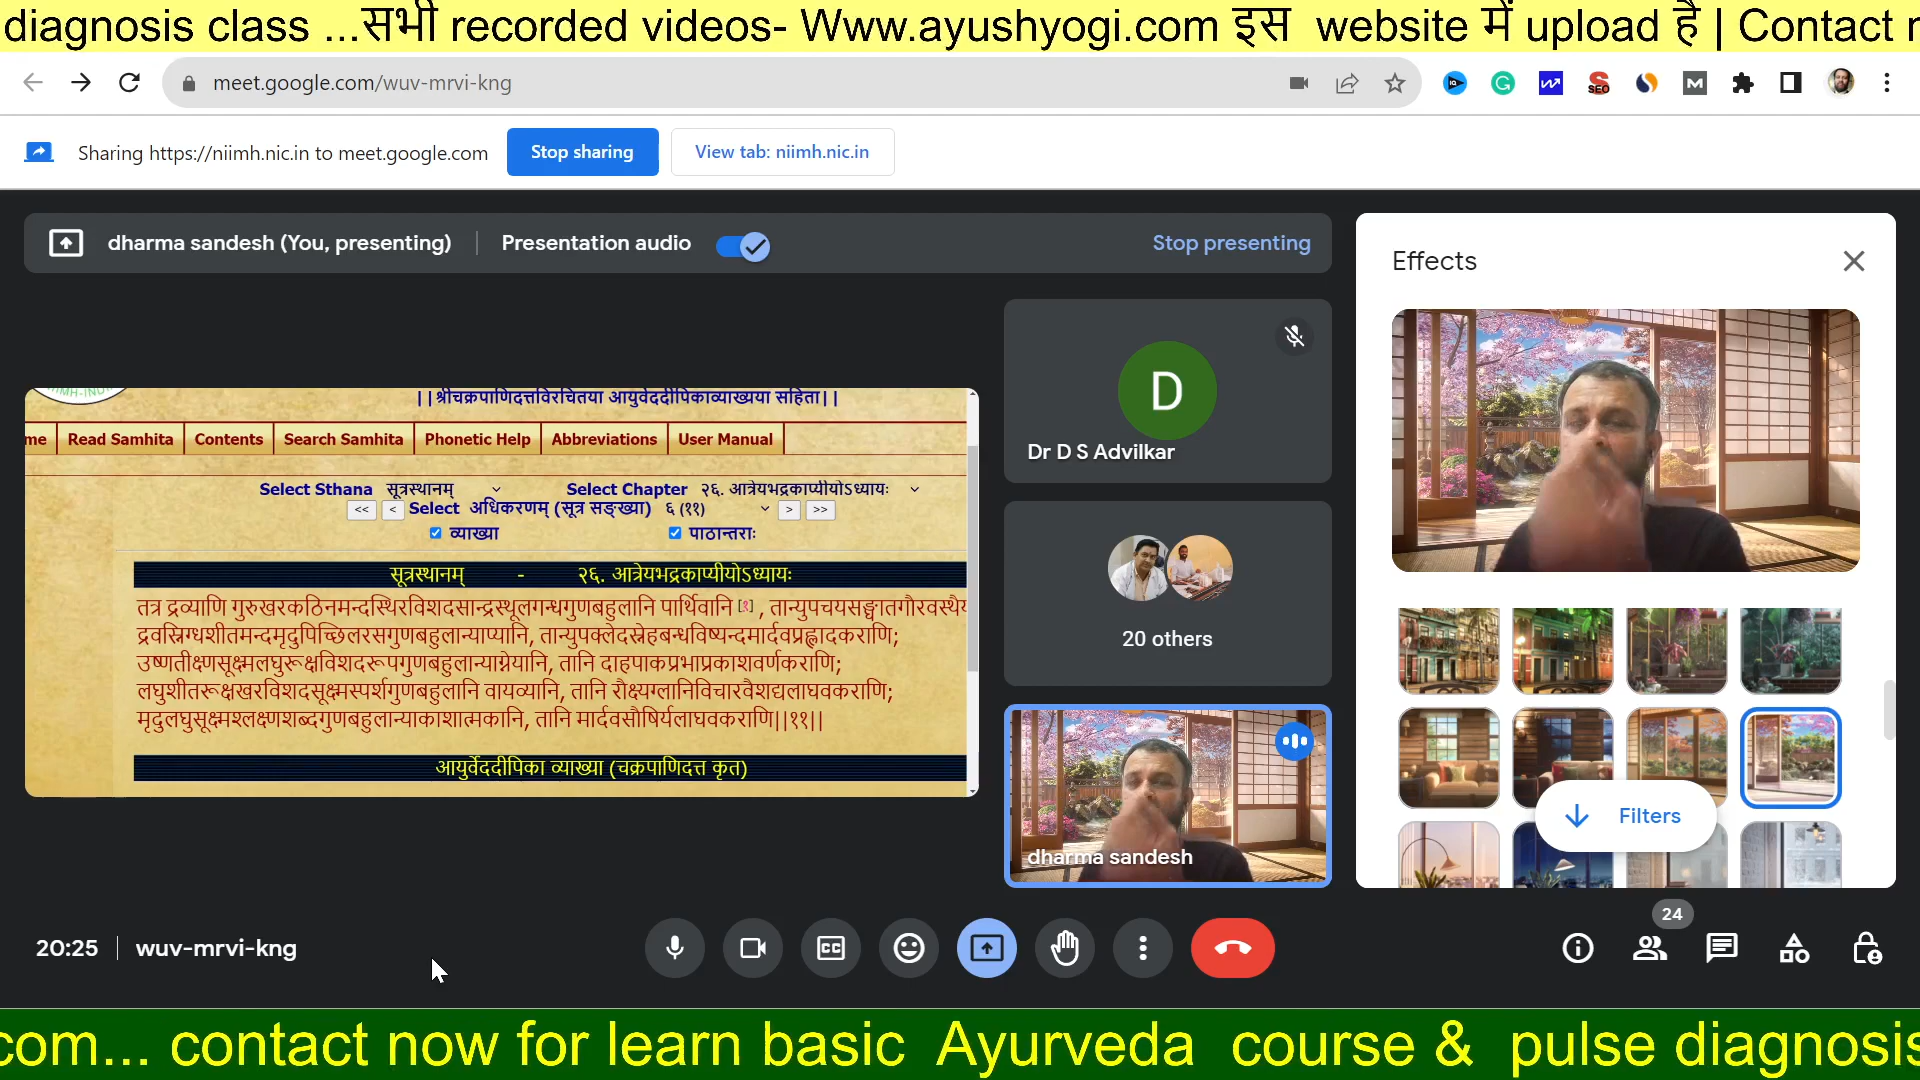 diagnosis class ...सभी recorded videos- Www.ayushyogi.com इस website में upload है | Contact
meet.google.com/wuv-mrvi-kng
Sharing https://niimh.nic.in to meet.google.com
Stop sharing
View tab: niimh.nic.in
dharma sandesh (You, presenting)
Presentation audio
Stop presenting
Effects
||श्रीचक्रपाणिदत्तविरचितया आयुर्वेददीपिकाव्याख्यया सहिता||
me
Read Samhita
Contents
Search Samhita
Phonetic Help
Abbreviations
User Manual
Select Sthana सूत्रस्थानम्
Select Chapter २६. आत्रेयभद्रकाप्यीयोऽध्यायः
<< < Select अधिकरणम् (सूत्र सङ्ख्या) ६ (११) > >>
व्याख्या
पाठान्तराः
सूत्रस्थानम् - २६. आत्रेयभद्रकाप्यीयोऽध्यायः
तत्र द्रव्याणि गुरुखरकठिनमन्दस्थिरविशदसान्द्रस्थूलगन्धगुणबहुलानि पार्थिवानि [१] , तान्युपचयसङ्घातगौरवस्थैर
द्रवस्निग्धशीतमन्दमृदुपिच्छिलरसगुणबहुलान्याप्यानि, तान्युपक्लेदस्नेहबन्धविष्यन्दमार्दवप्रह्लादकराणि;
उष्णतीक्ष्णसूक्ष्मलघुरूक्षविशदरूपगुणबहुलान्याग्नेयानि, तानि दाहपाकप्रभाप्रकाशवर्णकराणि;
लघुशीतरूक्षखरविशदसूक्ष्मस्पर्शगुणबहुलानि वायव्यानि, तानि रौक्ष्यग्लानिविचारवैशद्यलाघवकराणि;
मृदुलघुसूक्ष्मश्लक्ष्णशब्दगुणबहुलान्याकाशात्मकानि, तानि मार्दवसौषिर्यलाघवकराणि||११||
आयुर्वेददीपिका व्याख्या (चक्रपाणिदत्त कृत)
D
Dr D S Advilkar
20 others
dharma sandesh
Filters
20:25
wuv-mrvi-kng
24
com... contact now for learn basic Ayurveda course & pulse diagnosis